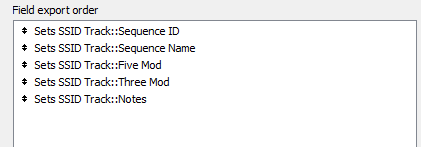 Field export order
Sets SSID Track::Sequence ID
Sets SSID Track::Sequence Name
Sets SSID Track::Five Mod
Sets SSID Track::Three Mod
Sets SSID Track::Notes